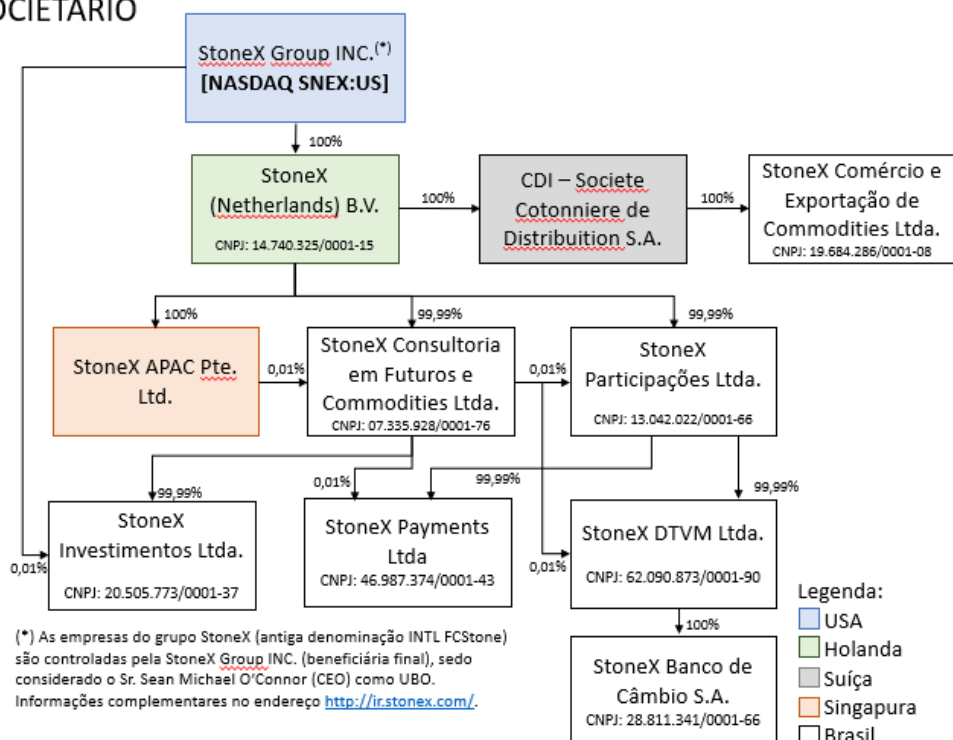 OCIETÁRIO
StoneX Group INC.(*)
[NASDAQ SNEX:US]
100%
StoneX
(Netherlands) B.V.
CNPJ: 14.740.325/0001-15
100%
CDI – Societe
Cotonniere de
Distribuition S.A.
100%
StoneX Comércio e
Exportação de
Commodities Ltda.
CNPJ: 19.684.286/0001-08
100%
99,99%
99,99%
StoneX APAC Pte.
Ltd.
0,01%
StoneX Consultoria
em Futuros e
Commodities Ltda.
CNPJ: 07.335.928/0001-76
0,01%
StoneX
Participações Ltda.
CNPJ: 13.042.022/0001-66
99,99%
0,01%
99,99%
99,99%
0,01%
StoneX
Investimentos Ltda.
CNPJ: 20.505.773/0001-37
StoneX Payments
Ltda
CNPJ: 46.987.374/0001-43
0,01%
StoneX DTVM Ltda.
CNPJ: 62.090.873/0001-90
100%
StoneX Banco de
Câmbio S.A.
CNPJ: 28.811.341/0001-66
(*) As empresas do grupo StoneX (antiga denominação INTL FCStone)
são controladas pela StoneX Group INC. (beneficiária final), sedo
considerado o Sr. Sean Michael O’Connor (CEO) como UBO.
Informações complementares no endereço http://ir.stonex.com/.
Legenda:
USA
Holanda
Suíça
Singapura
Brasil